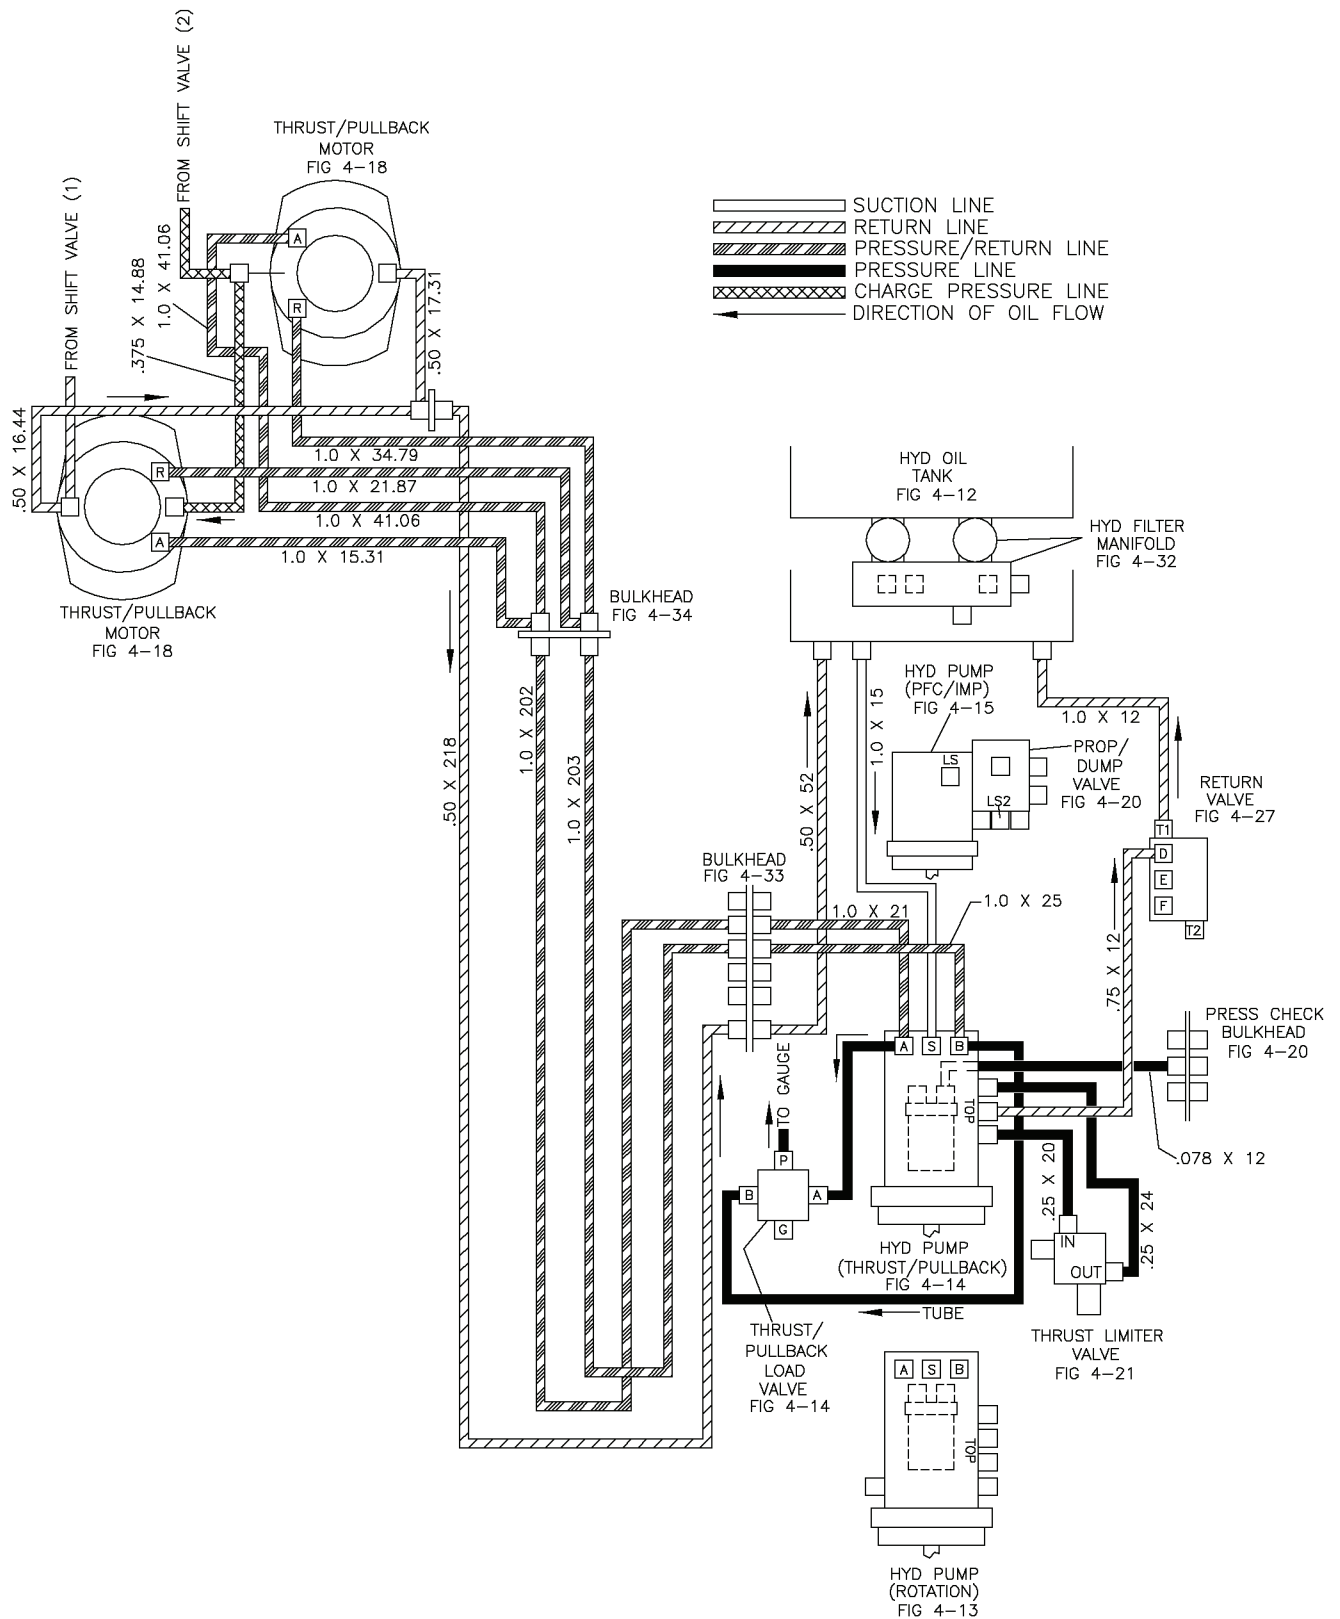 FROM SHIFT VALVE (2)
FROM SHIFT VALVE (1)
THRUST/PULLBACK
MOTOR
FIG 4-18
A
R
.375 X 14.88
1.0 X 41.06
.50 X 17.31
SUCTION LINE
RETURN LINE
PRESSURE/RETURN LINE
PRESSURE LINE
CHARGE PRESSURE LINE
DIRECTION OF OIL FLOW
.50 X 16.44
R
A
1.0 X 34.79
1.0 X 21.87
1.0 X 41.06
1.0 X 15.31
THRUST/PULLBACK
MOTOR
FIG 4-18
BULKHEAD
FIG 4-34
HYD OIL
TANK
FIG 4-12
HYD FILTER
MANIFOLD
FIG 4-32
.50 X 218
1.0 X 202
1.0 X 203
.50 X 52
1.0 X 15
HYD PUMP
(PFC/IMP)
FIG 4-15
LS
LS2
PROP/
DUMP
VALVE
FIG 4-20
1.0 X 12
RETURN
VALVE
FIG 4-27
T1
D
E
F
T2
BULKHEAD
FIG 4-33
1.0 X 21
1.0 X 25
.75 X 12
PRESS CHECK
BULKHEAD
FIG 4-20
.078 X 12
TO GAUGE
A
S
B
TOP
P
B
A
G
.25 X 20
.25 X 24
IN
OUT
HYD PUMP
(THRUST/PULLBACK)
FIG 4-14
TUBE
THRUST/
PULLBACK
LOAD
VALVE
FIG 4-14
THRUST LIMITER
VALVE
FIG 4-21
A
S
B
TOP
HYD PUMP
(ROTATION)
FIG 4-13